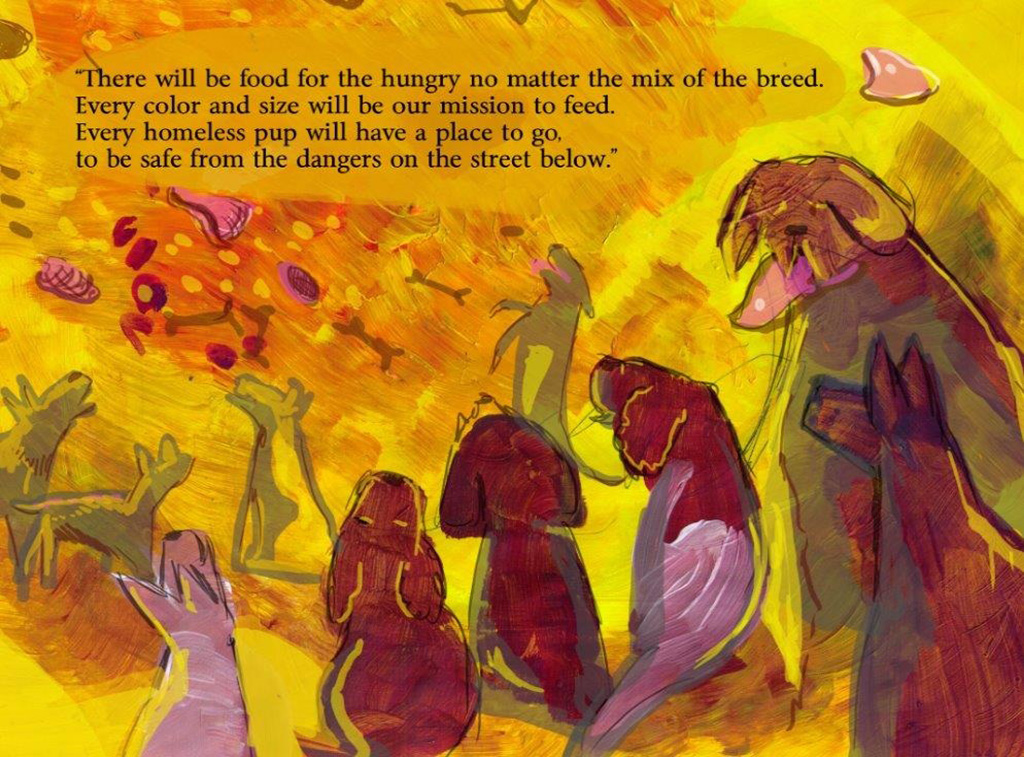 “There will be food for the hungry no matter the mix of the breed.
Every color and size will be our mission to feed.
Every homeless pup will have a place to go,
to be safe from the dangers on the street below.”